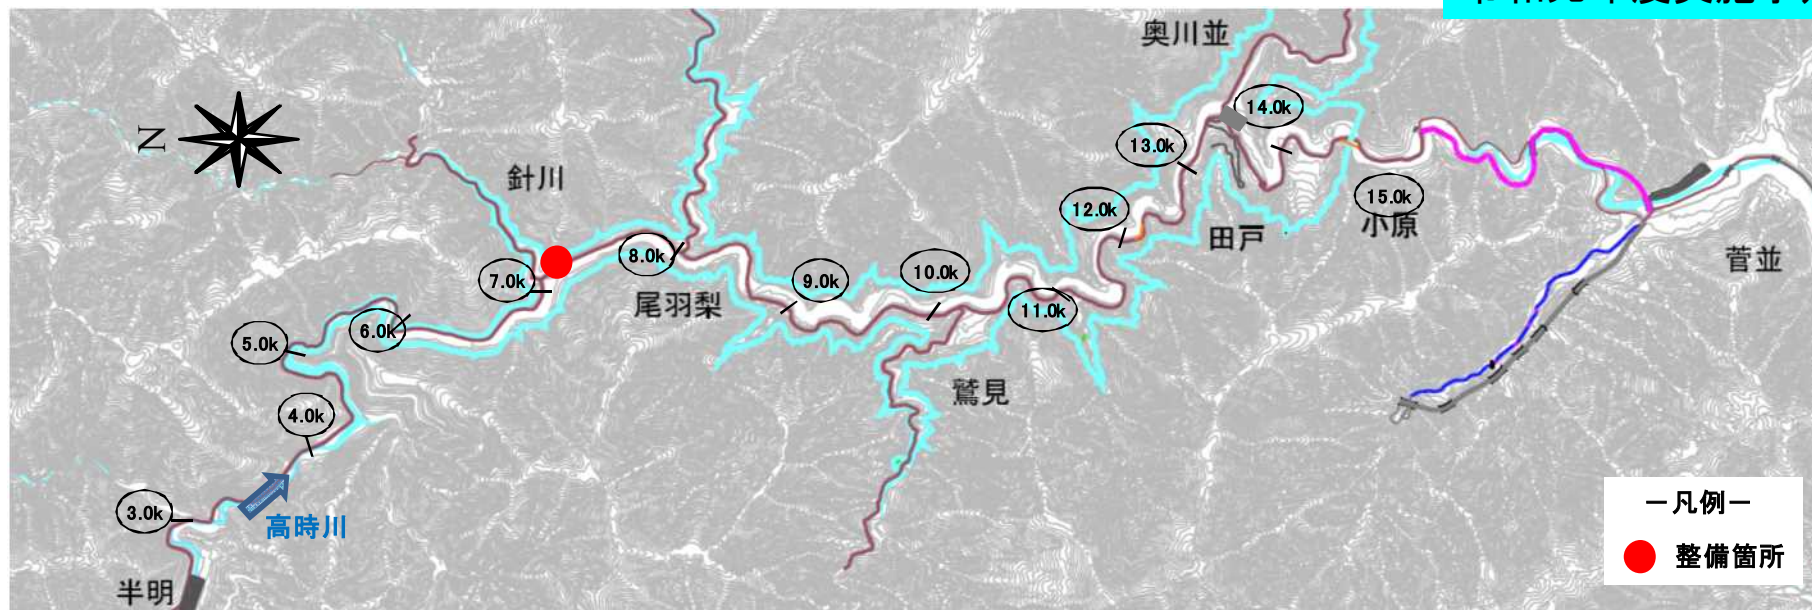 奥川並
N
14.0k
13.0k
針川
15.0k
12.0k
小原
田戸
8.0k
菅並
10.0k
9.0k
7.0k
尾羽梨
11.0k
6.0k
5.0k
鷲見
4.0k
3.0k
高時川
半明
ー凡例ー
整備箇所